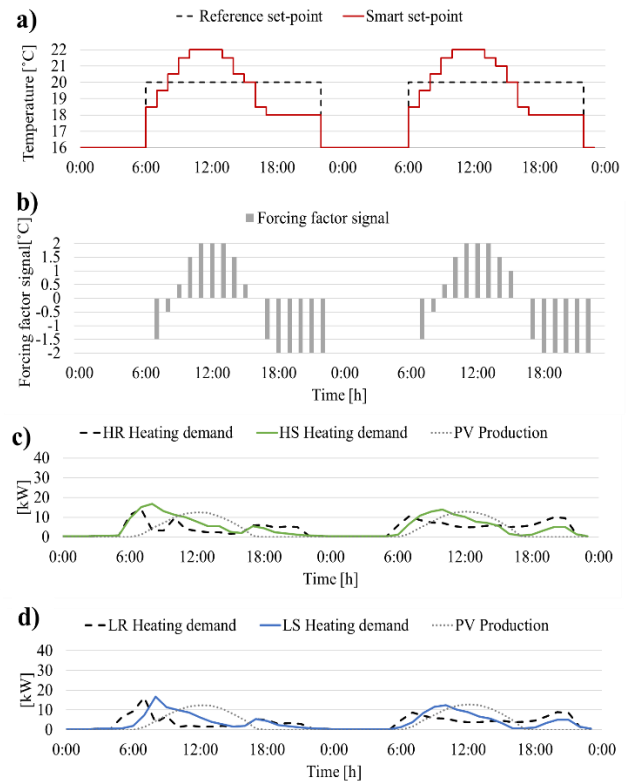 a)
Reference set-point Smart set-point
Temperature [˚C]
22
21
20
19
18
17
16
0:00 6:00 12:00 18:00 0:00 6:00 12:00 18:00 0:00
b)
Forcing factor signal
Forcing factor signal[˚C]
2
1.5
1
0.5
0
-0.5
-1
-1.5
-2
6:00 12:00 18:00 0:00 6:00 12:00 18:00
Time [h]
c)
HR Heating demand HS Heating demand PV Production
[kW]
40
30
20
10
0
0:00 6:00 12:00 18:00 0:00 6:00 12:00 18:00 0:00
Time [h]
d)
LR Heating demand LS Heating demand PV Production
[kW]
40
30
20
10
0
0:00 6:00 12:00 18:00 0:00 6:00 12:00 18:00 0:00
Time [h]